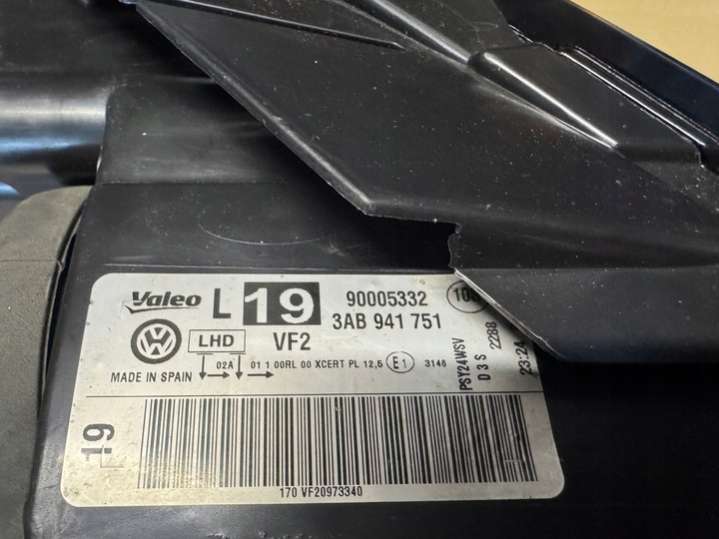 Valeo L 19 90005332
3AB 941 751
LHD VF2
02A 01 1 00RL 00 XCERT PL 12,5 E1 3146
MADE IN SPAIN
PSY24WSV
D3S 2288
23:24
19
170 VF20973340